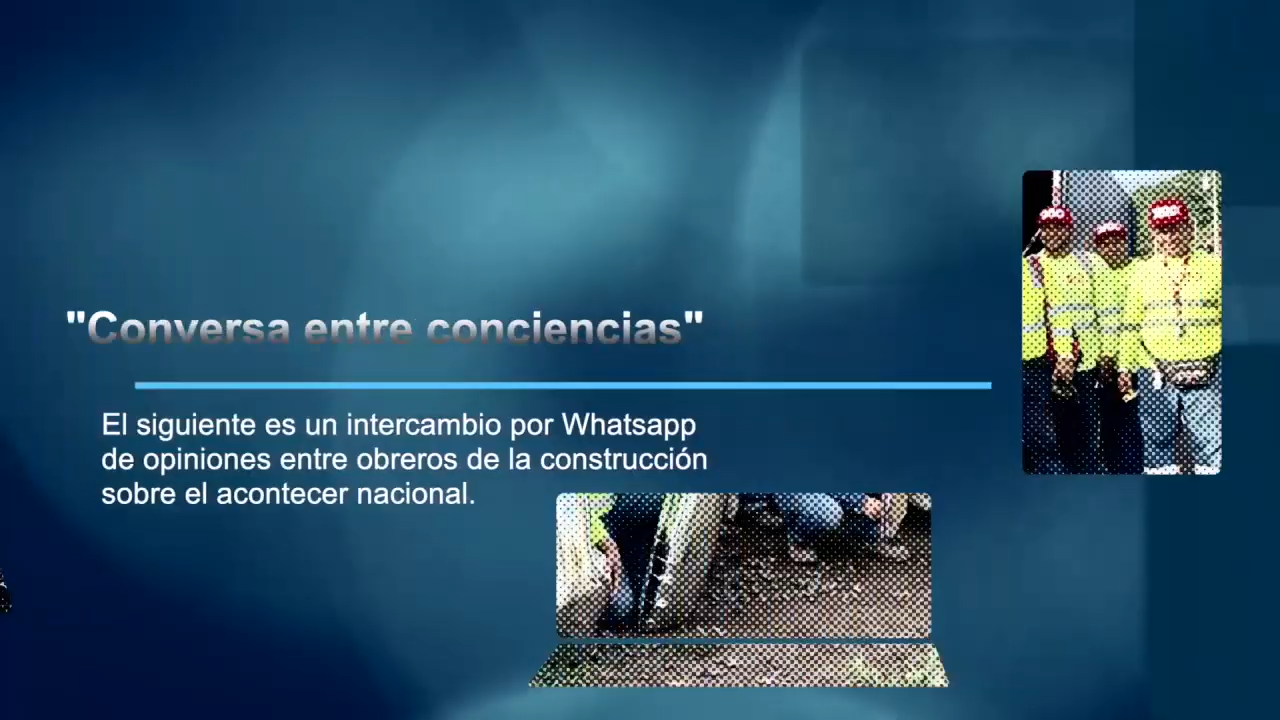 "Conversa entre conciencias"
El siguiente es un intercambio por Whatsapp
de opiniones entre obreros de la construcción
sobre el acontecer nacional.